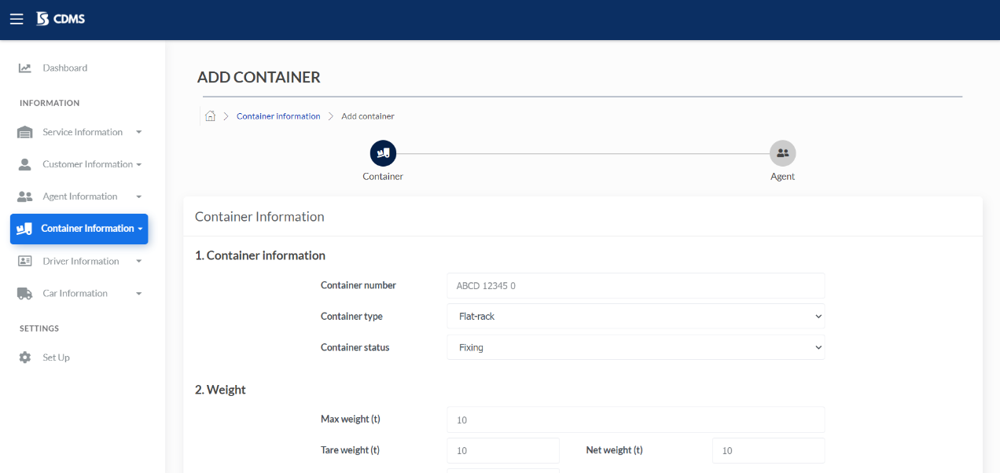 CDMS
Dashboard
INFORMATION
Service Information
Customer Information
Agent Information
Container Information
Driver Information
Car Information
SETTINGS
Set Up
ADD CONTAINER
Container information Add container
Container Agent
Container Information
1. Container information
Container number ABCD 12345 0
Container type Flat-rack
Container status Fixing
2. Weight
Max weight (t) 10
Tare weight (t) 10 Net weight (t) 10